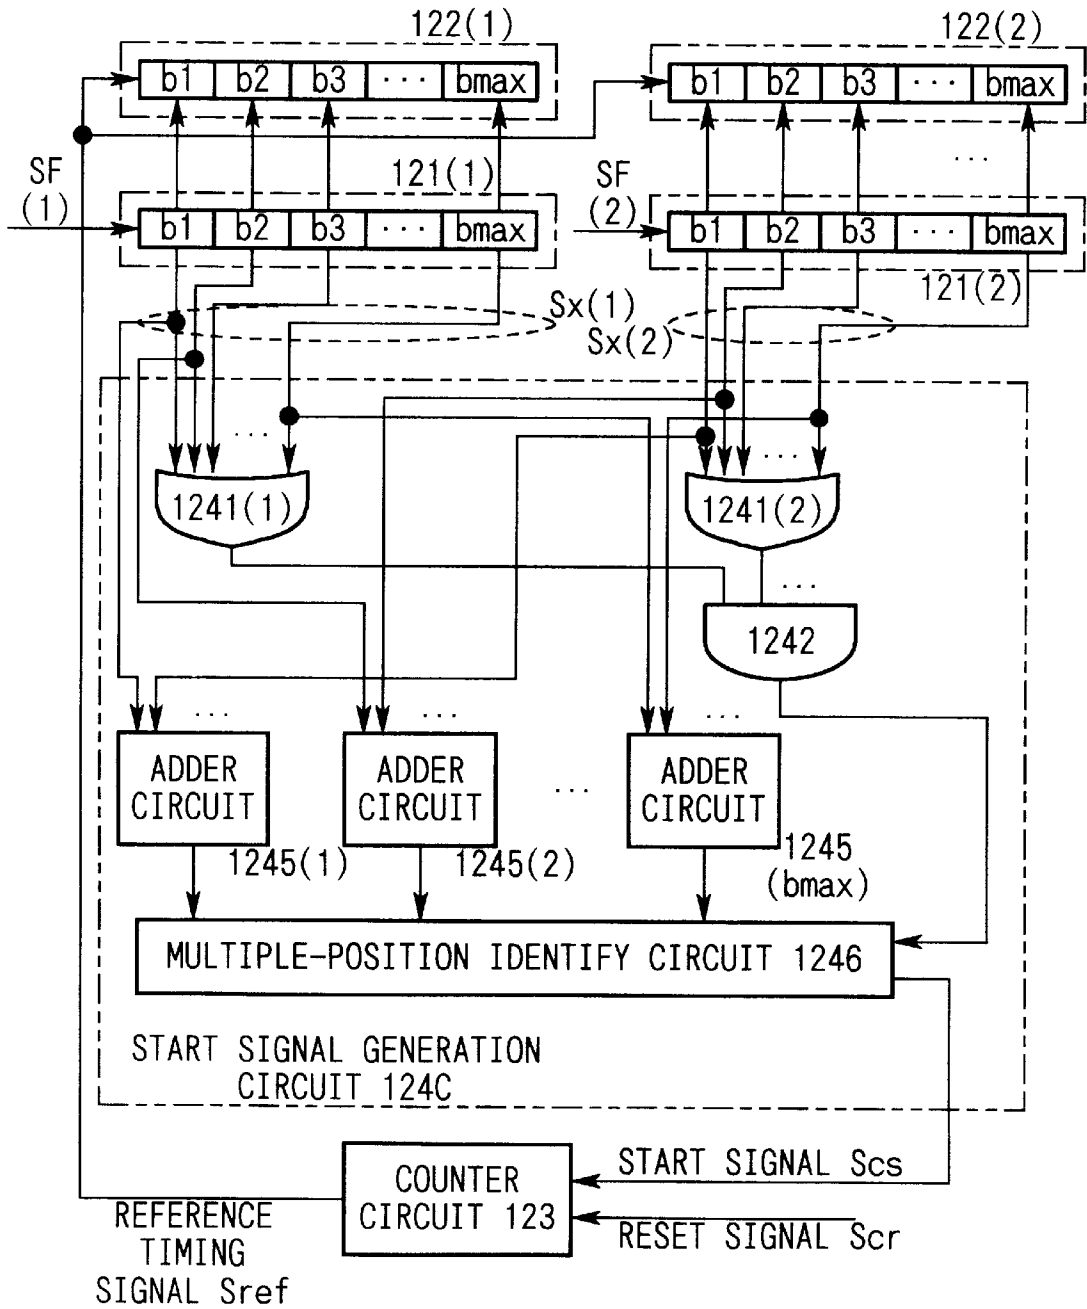 122(1)
122(2)
b1 b2 b3 ... bmax
b1 b2 b3 ... bmax
...
SF
(1)
121(1)
SF
(2)
b1 b2 b3 ... bmax
b1 b2 b3 ... bmax
121(2)
Sx(1)
Sx(2)
...
...
1241(1)
1241(2)
...
1242
...
...
...
ADDER
CIRCUIT
ADDER
CIRCUIT
...
ADDER
CIRCUIT
1245(1)
1245(2)
1245
(bmax)
MULTIPLE-POSITION IDENTIFY CIRCUIT 1246
START SIGNAL GENERATION
CIRCUIT 124C
COUNTER
CIRCUIT 123
START SIGNAL Scs
RESET SIGNAL Scr
REFERENCE
TIMING
SIGNAL Sref